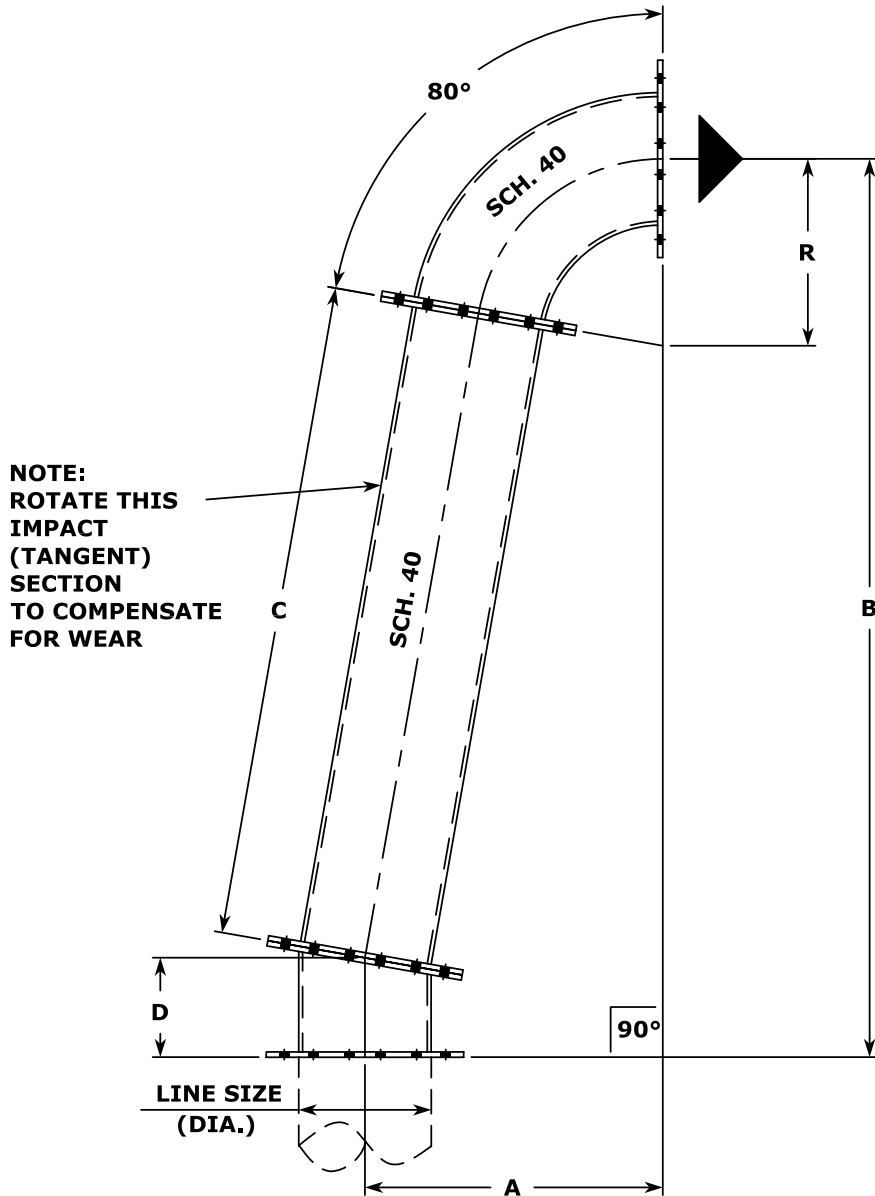 80°
SCH. 40
R
NOTE:
ROTATE THIS
IMPACT
(TANGENT)
SECTION
TO COMPENSATE
FOR WEAR
C
SCH. 40
B
D
90°
LINE SIZE
(DIA.)
A